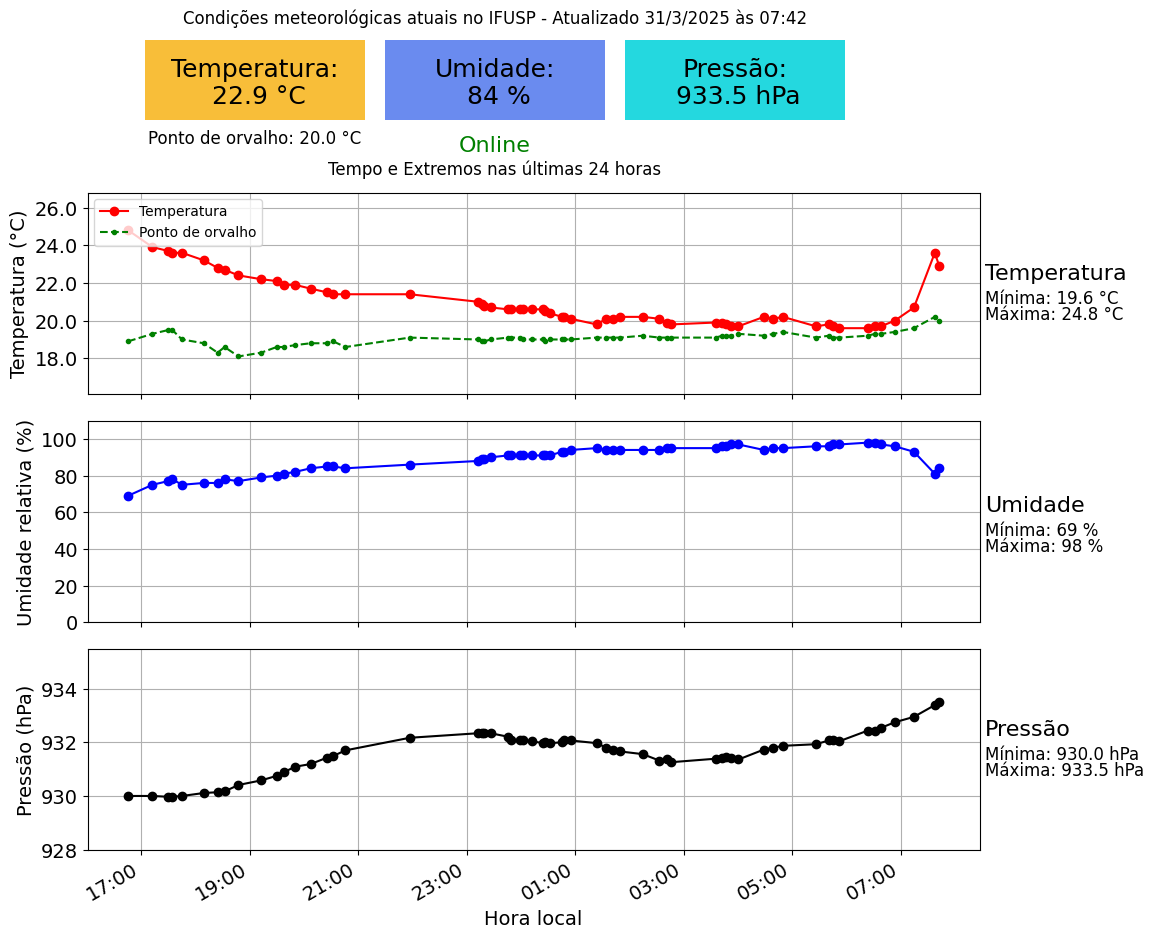 Condições meteorológicas atuais no IFUSP - Atualizado 31/3/2025 às 07:42
Temperatura:
22.9 °C
Umidade:
84 %
Pressão:
933.5 hPa
Ponto de orvalho: 20.0 °C
Online
Tempo e Extremos nas últimas 24 horas
Temperatura (°C)
26.0
24.0
22.0
20.0
18.0
Temperatura
Ponto de orvalho
Temperatura
Mínima: 19.6 °C
Máxima: 24.8 °C
Umidade relativa (%)
100
80
60
40
20
0
Umidade
Mínima: 69 %
Máxima: 98 %
Pressão (hPa)
934
932
930
928
Pressão
Mínima: 930.0 hPa
Máxima: 933.5 hPa
17:00 19:00 21:00 23:00 01:00 03:00 05:00 07:00
Hora local